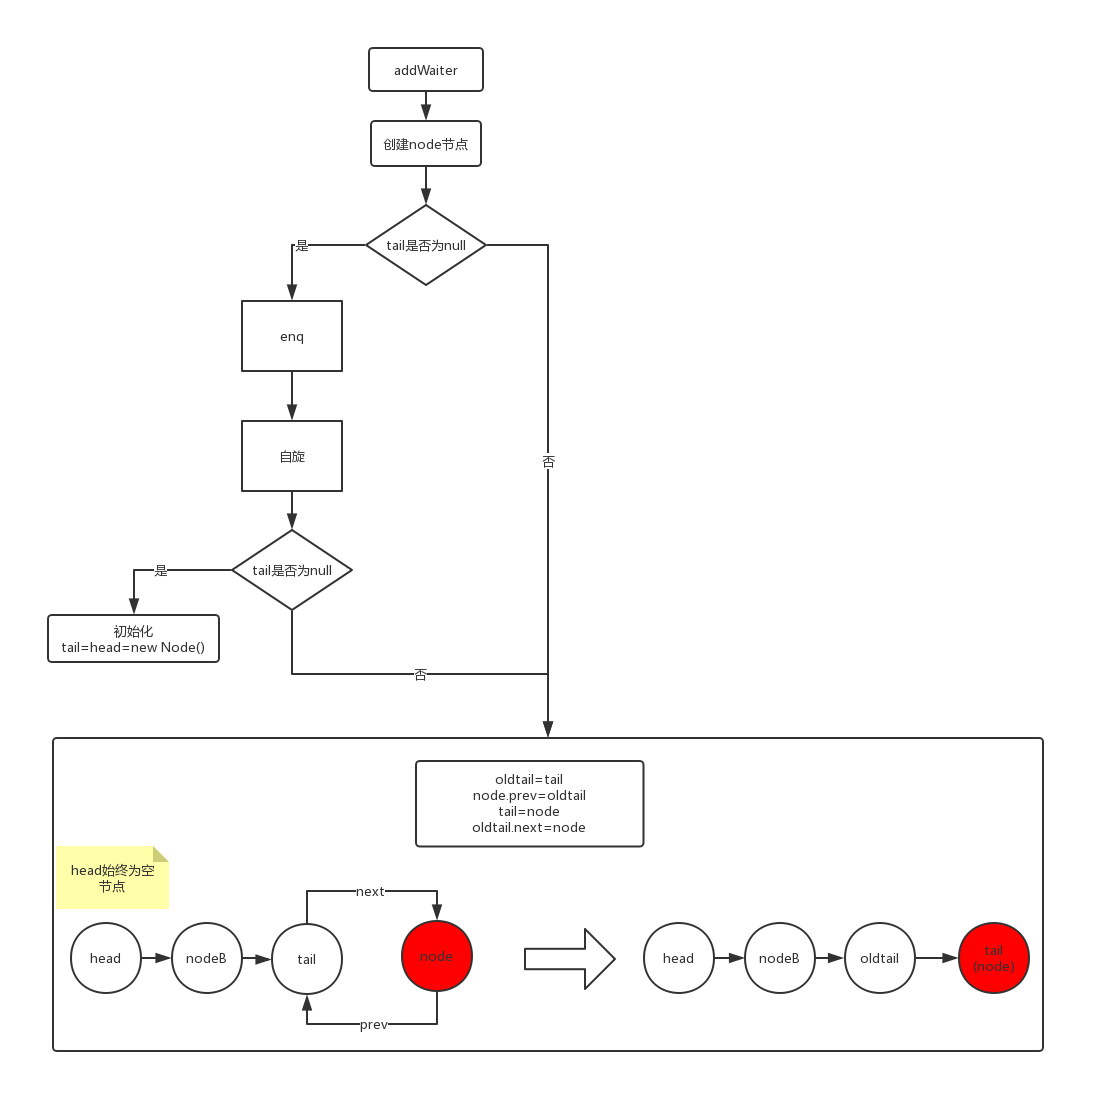 addWaiter
创建node节点
tail是否为null
是
enq
否
自旋
tail是否为null
是
初始化
tail=head=new Node()
否
oldtail=tail
node.prev=oldtail
tail=node
oldtail.next=node
head始终为空
节点
next
head
nodeB
tail
node
prev
head
nodeB
oldtail
tail
(node)